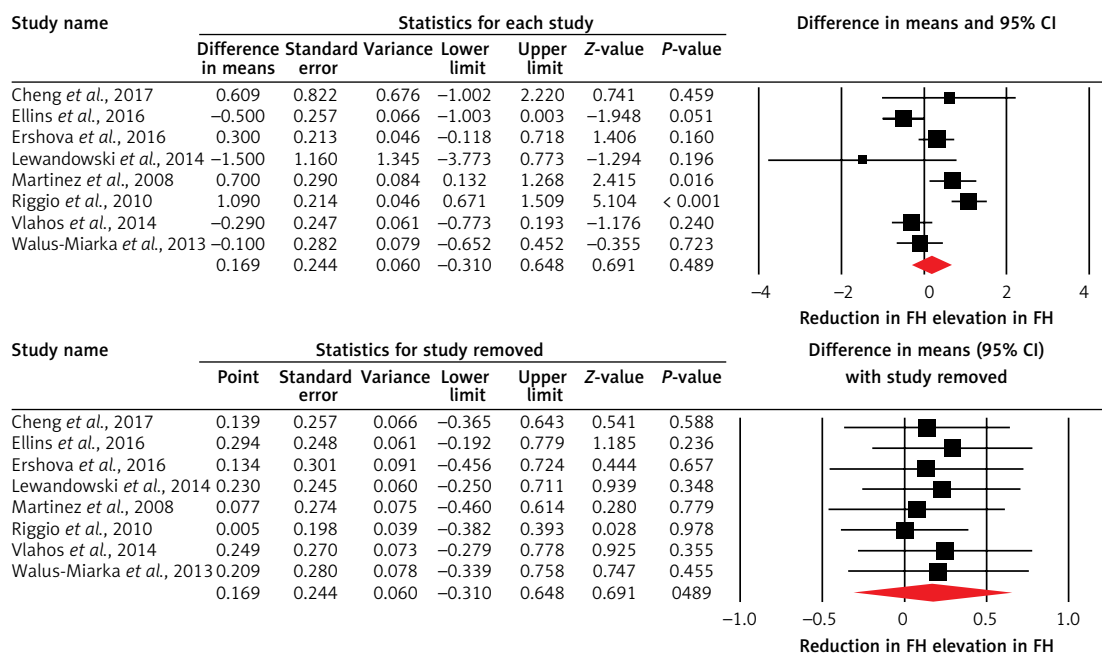 Study name Statistics for each study Difference in means and 95% CI
Difference Standard Variance Lower Upper Z-value P-value
in means error limit limit
Cheng et al., 2017 0.609 0.822 0.676 −1.002 2.220 0.741 0.459
Ellins et al., 2016 −0.500 0.257 0.066 −1.003 0.003 −1.948 0.051
Ershova et al., 2016 0.300 0.213 0.046 −0.118 0.718 1.406 0.160
Lewandowski et al., 2014 −1.500 1.160 1.345 −3.773 0.773 −1.294 0.196
Martinez et al., 2008 0.700 0.290 0.084 0.132 1.268 2.415 0.016
Riggio et al., 2010 1.090 0.214 0.046 0.671 1.509 5.104 < 0.001
Vlahos et al., 2014 −0.290 0.247 0.061 −0.773 0.193 −1.176 0.240
Walus-Miarka et al., 2013 −0.100 0.282 0.079 −0.652 0.452 −0.355 0.723
0.169 0.244 0.060 −0.310 0.648 0.691 0.489
−4 −2 0 2 4
Reduction in FH elevation in FH
Study name Statistics for study removed Difference in means (95% CI)
with study removed
Point Standard Variance Lower Upper Z-value P-value
error limit limit
Cheng et al., 2017 0.139 0.257 0.066 −0.365 0.643 0.541 0.588
Ellins et al., 2016 0.294 0.248 0.061 −0.192 0.779 1.185 0.236
Ershova et al., 2016 0.134 0.301 0.091 −0.456 0.724 0.444 0.657
Lewandowski et al., 2014 0.230 0.245 0.060 −0.250 0.711 0.939 0.348
Martinez et al., 2008 0.077 0.274 0.075 −0.460 0.614 0.280 0.779
Riggio et al., 2010 0.005 0.198 0.039 −0.382 0.393 0.028 0.978
Vlahos et al., 2014 0.249 0.270 0.073 −0.279 0.778 0.925 0.355
Walus-Miarka et al., 2013 0.209 0.280 0.078 −0.339 0.758 0.747 0.455
0.169 0.244 0.060 −0.310 0.648 0.691 0489
−1.0 −0.5 0 0.5 1.0
Reduction in FH elevation in FH